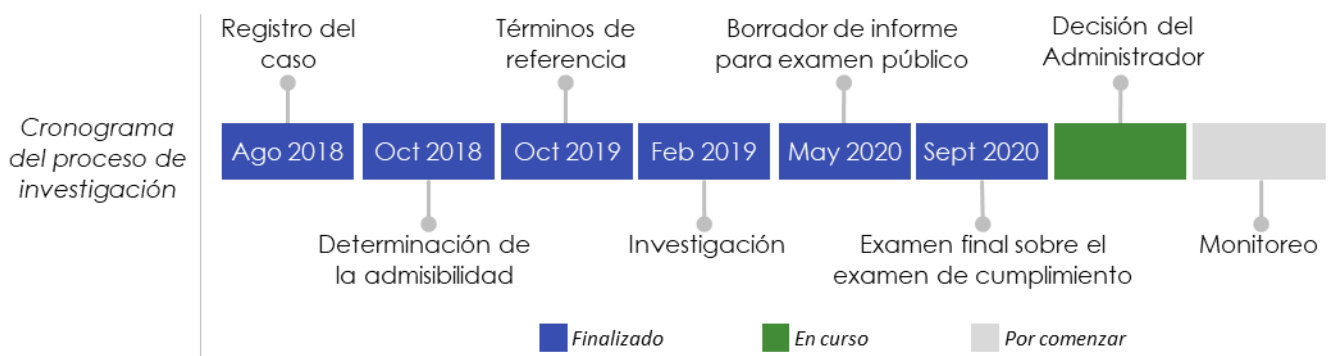 Cronograma
del proceso de
investigación
Registro del
caso
Términos de
referencia
Borrador de informe
para examen público
Decisión del
Administrador
Ago 2018
Oct 2018
Oct 2019
Feb 2019
May 2020
Sept 2020
Determinación de
la admisibilidad
Investigación
Examen final sobre el
examen de cumplimiento
Monitoreo
Finalizado
En curso
Por comenzar